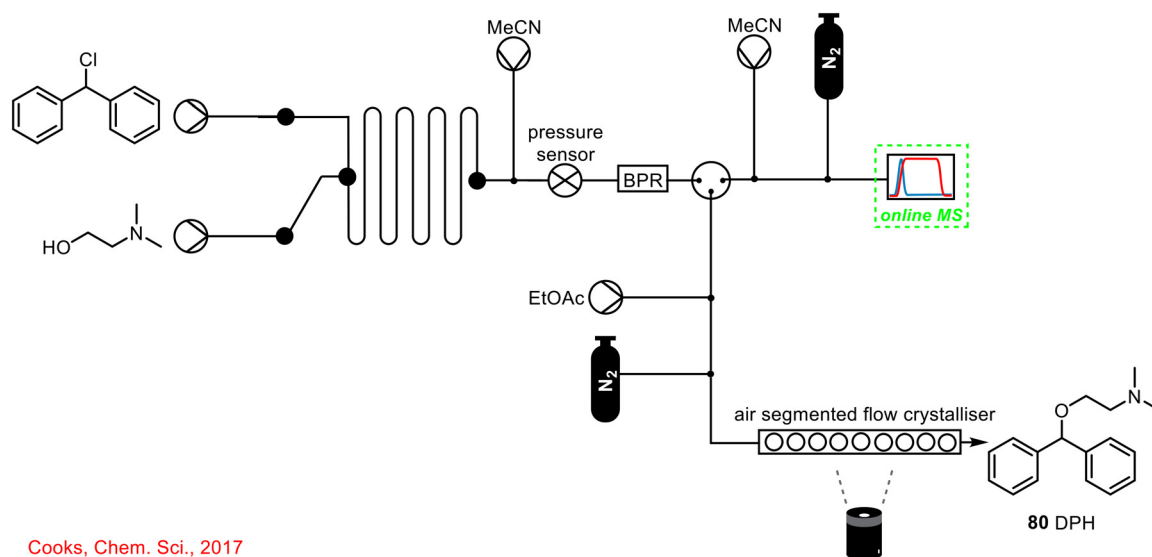 Cl
MeCN
MeCN
N2
pressure
sensor
BPR
online MS
HO
N
EtOAc
N2
air segmented flow crystalliser
O
N
80 DPH
Cooks, Chem. Sci., 2017